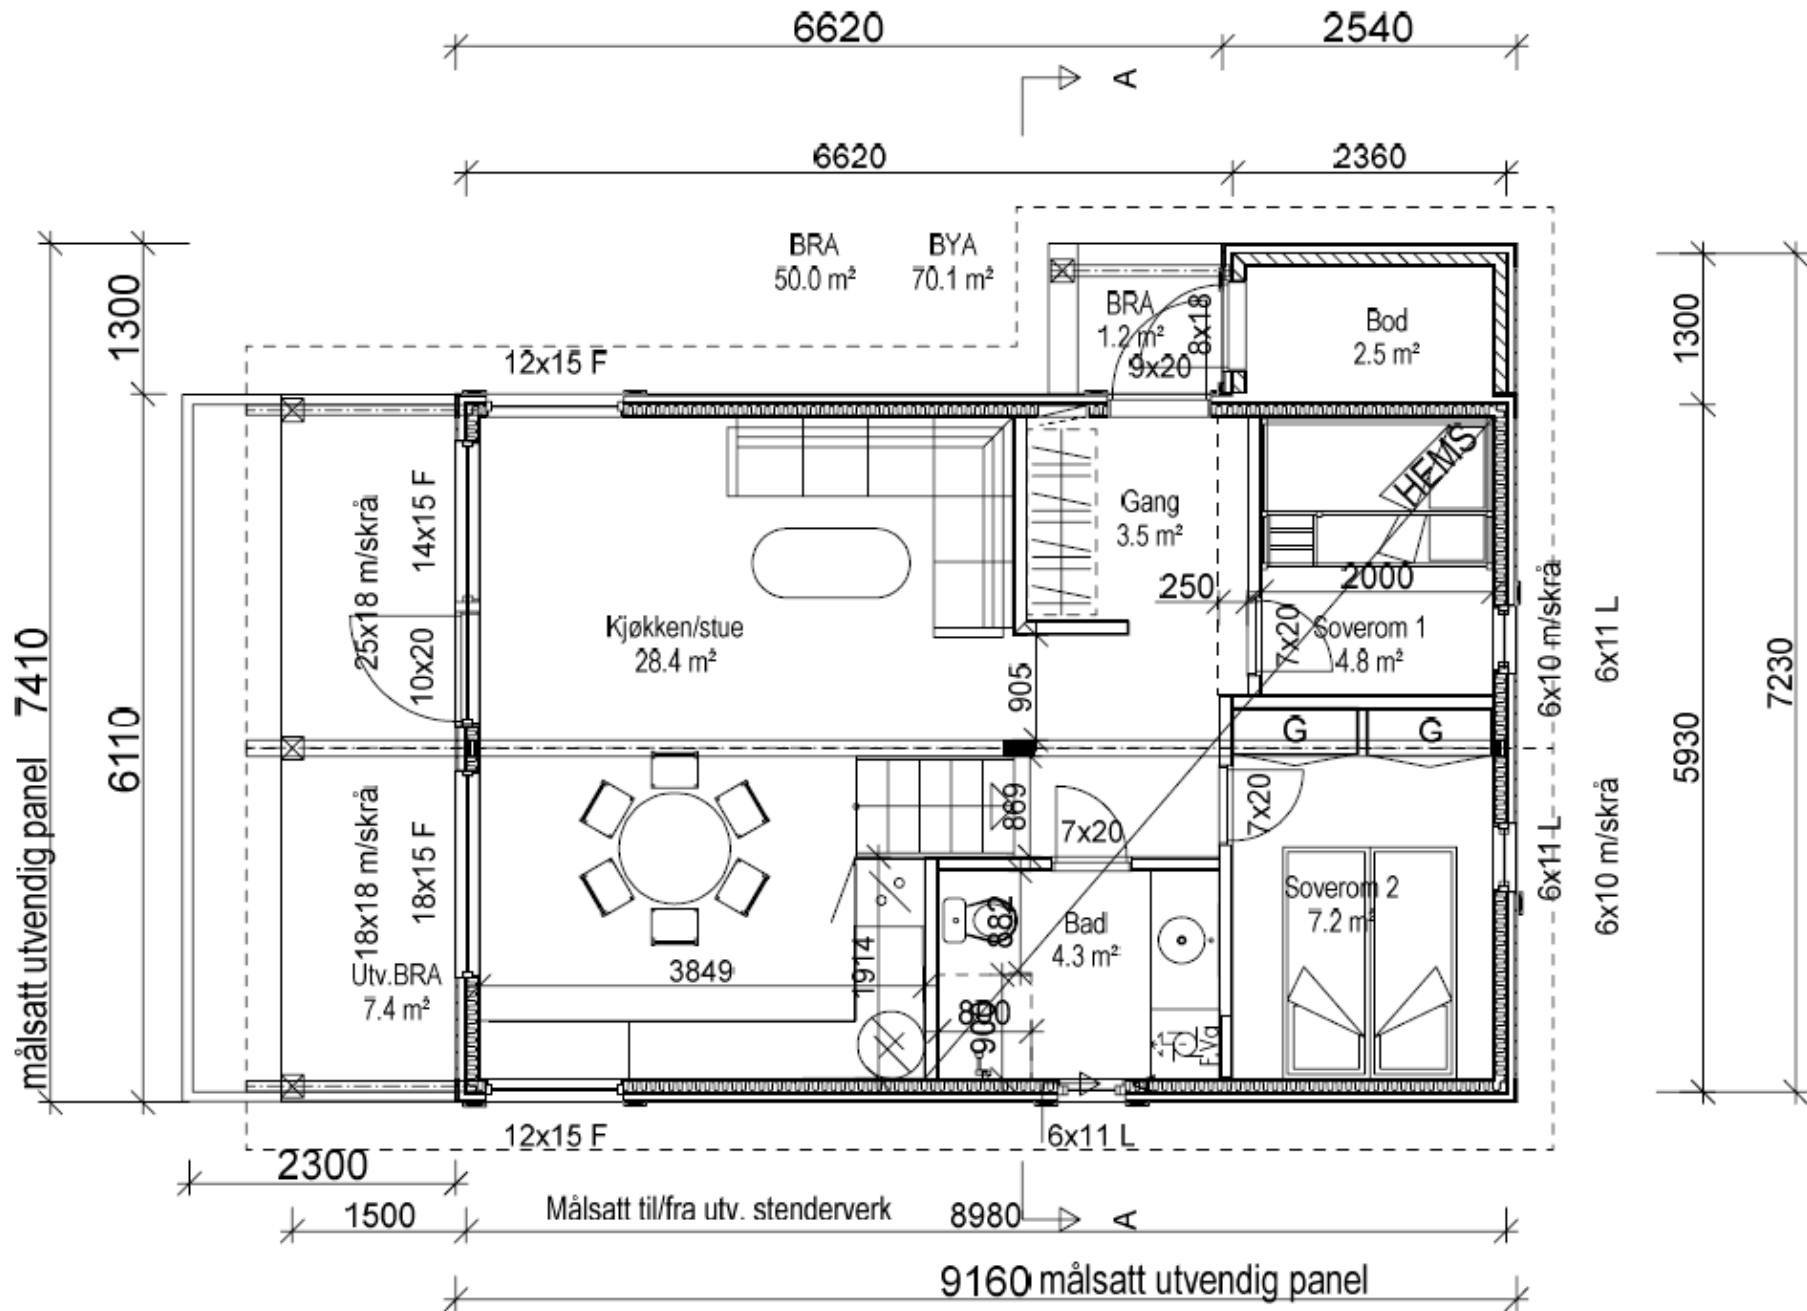 6620 2540
A
6620 2360
BRA BYA
50.0 m² 70.1 m²
1300
1300
BRA
1.2 m²
8x18
9x20
Bod
2.5 m²
12x15 F
HEMS
Gang
3.5 m²
25x18 m/skrå
14x15 F
10x20
Kjøkken/stue
28.4 m²
250
2000
7x20
Soverom 1
4.8 m²
6x10 m/skrå
6x11 L
905
målsatt utvendig panel 7410
6110
5930
7230
G G
869
7x20
7x20
18x18 m/skrå
18x15 F
Soverom 2
7.2 m²
6x11 L
6x10 m/skrå
882
Bad
4.3 m²
1914
3849
Utv.BRA
7.4 m²
900
12x15 F
6x11 L
2300
1500
Målsatt til/fra utv. stenderverk
8980
A
9160 målsatt utvendig panel